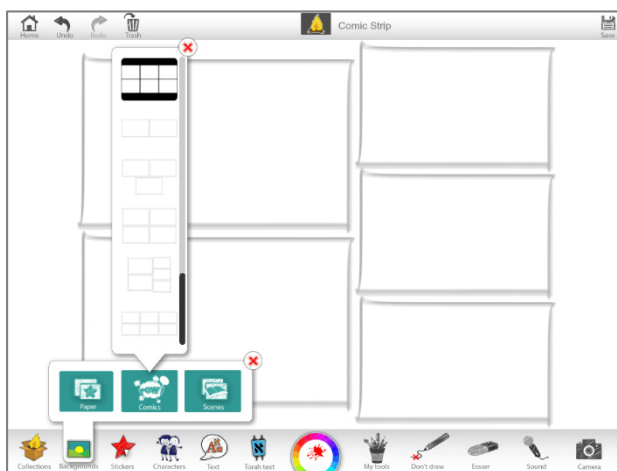 Comic Strip
Home Undo Redo Trash Save
Paper Comics Scenes
POW
Collections Backgrounds Stickers Characters Text Torah text My tools Don't draw Eraser Sound Camera